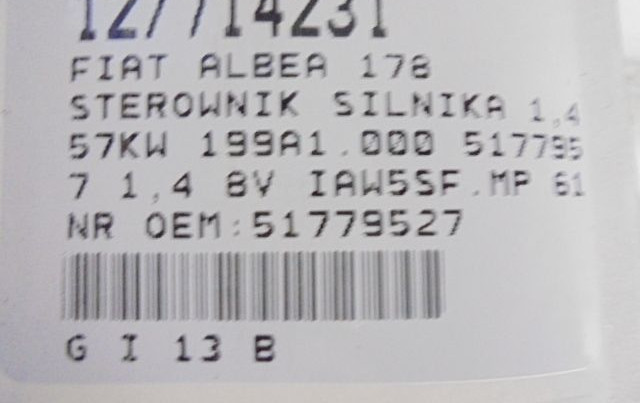 127714231
FIAT ALBEA 178
STEROWNIK SILNIKA 1,4
57KW 199A1.000 517795
7 1,4 8V IAW5SF.MP 61
NR OEM:51779527
G I 13 B